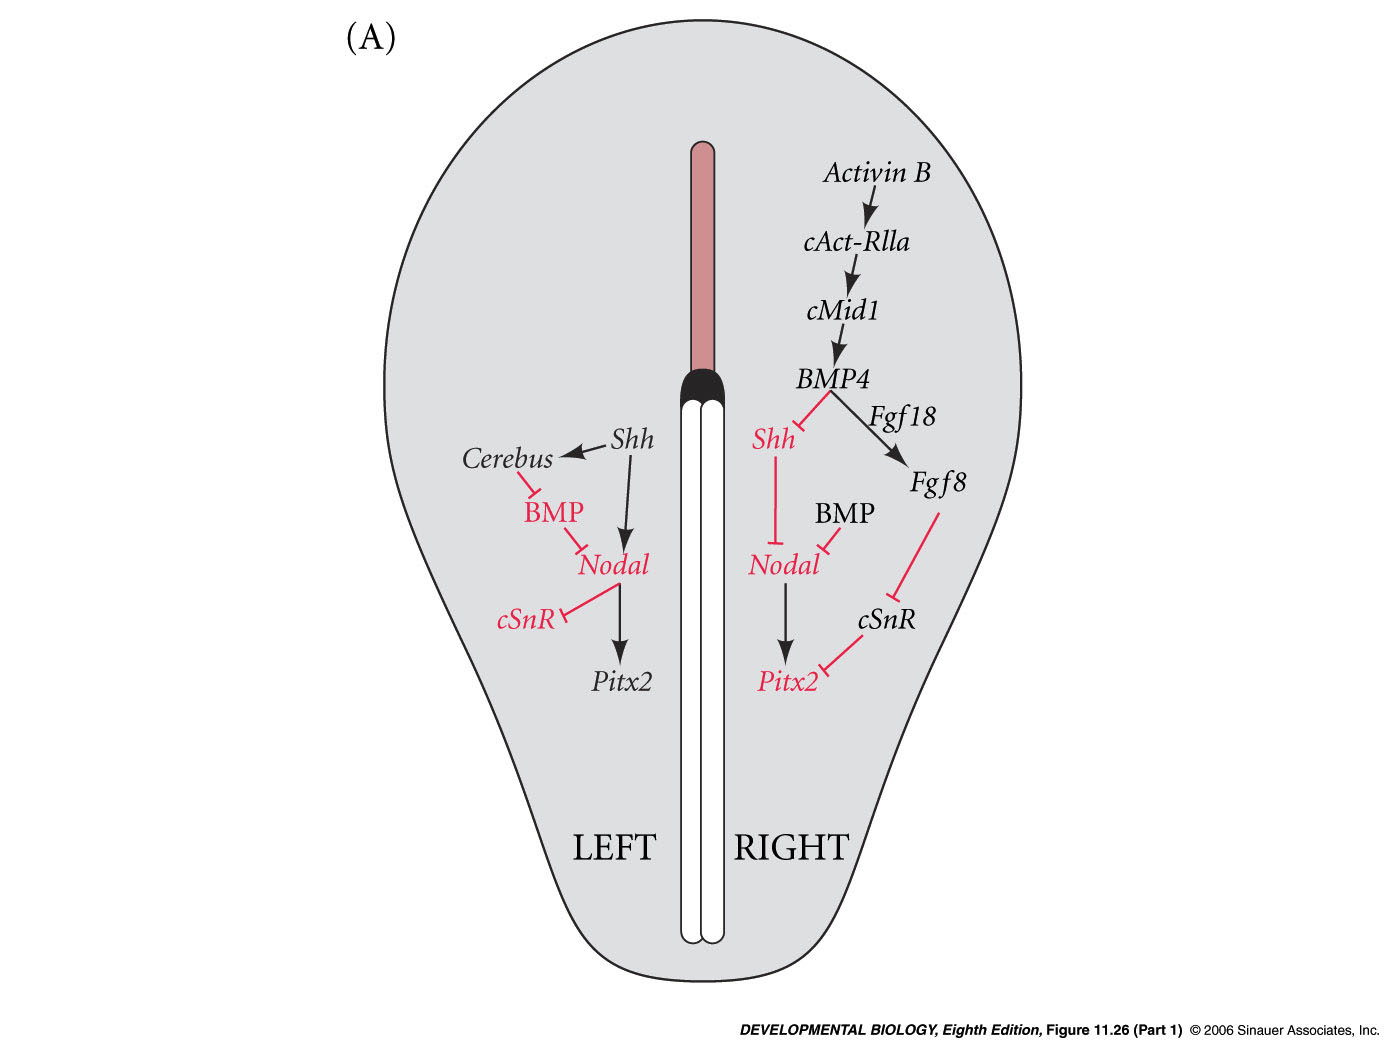 (A)
Activin B
cAct-Rlla
cMid1
BMP4
Fgf18
Shh
Shh
Cerebus
Fgf8
BMP
BMP
Nodal
Nodal
cSnR
cSnR
Pitx2
Pitx2
LEFT
RIGHT
DEVELOPMENTAL BIOLOGY, Eighth Edition, Figure 11.26 (Part 1) © 2006 Sinauer Associates, Inc.